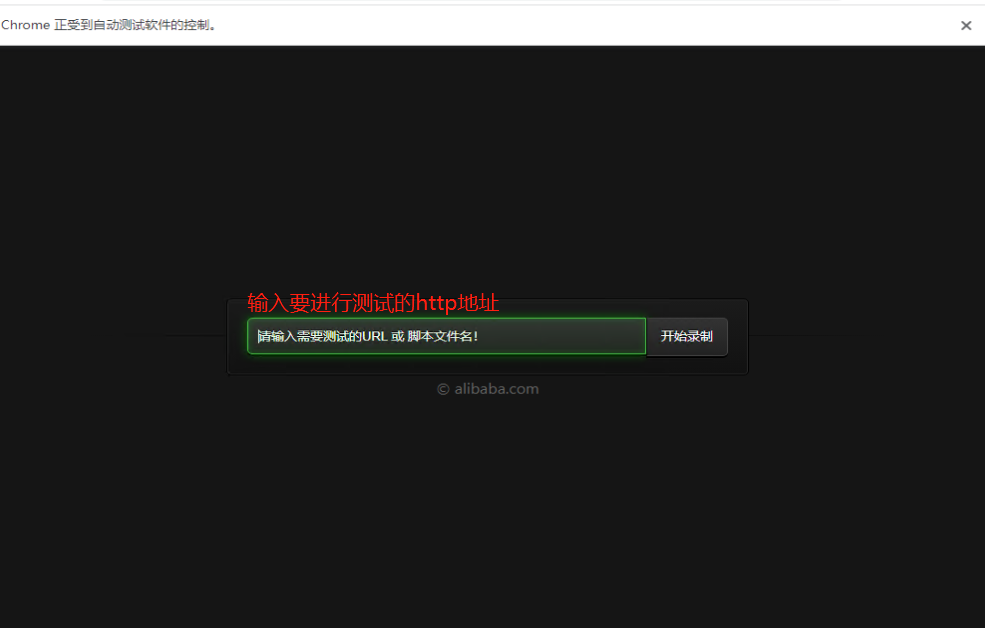 Chrome 正受到自动测试软件的控制。
输入要进行测试的http地址
请输入需要测试的URL 或 脚本文件名!
开始录制
© alibaba.com